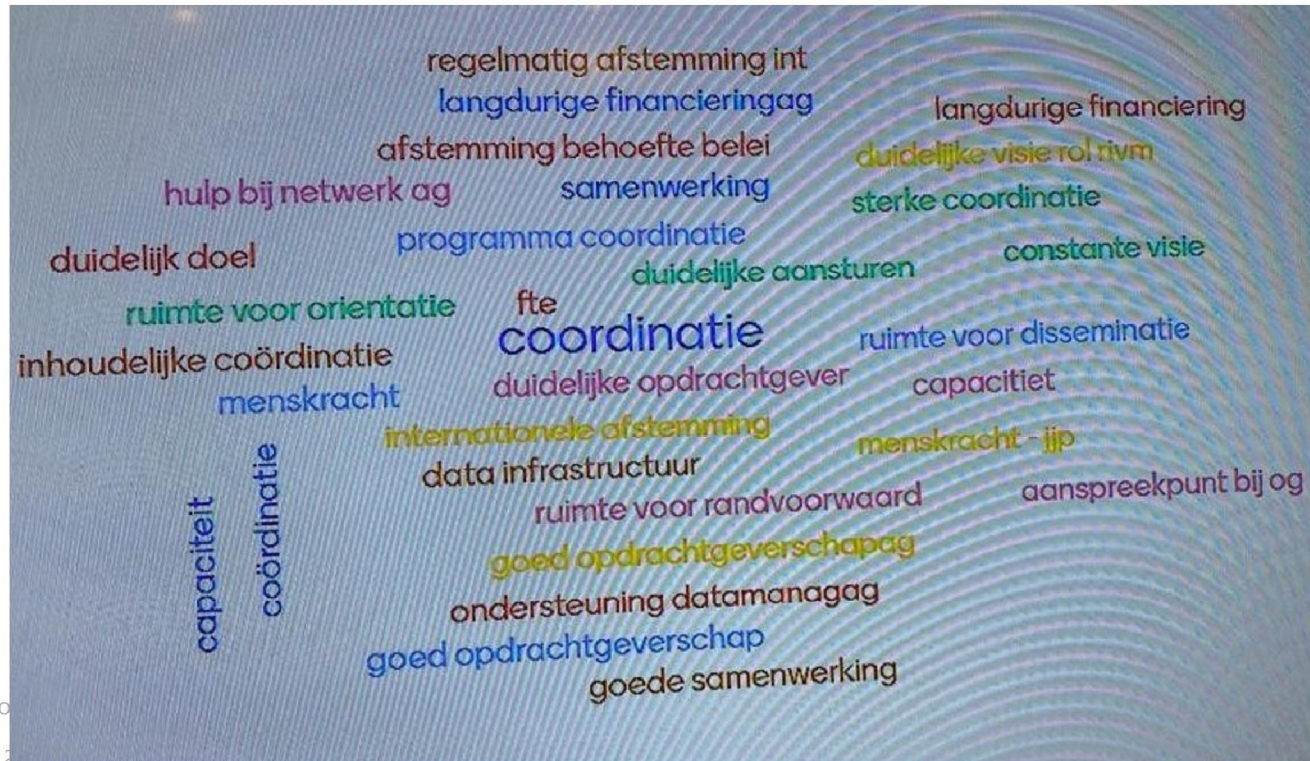 regelmatig afstemming int
langdurige financieringag
langdurige financiering
afstemming behoefte belei
duidelijke visie rol rivm
hulp bij netwerk ag
samenwerking
sterke coordinatie
programma coordinatie
constante visie
duidelijk doel
duidelijke aansturen
ruimte voor orientatie
fte
coordinatie
ruimte voor disseminatie
inhoudelijke coördinatie
duidelijke opdrachtgever
capacitiet
menskracht
internationele afstemming
menskracht - jjp
data infrastructuur
aanspreekpunt bij og
ruimte voor randvoorwaard
capaciteit
coördinatie
goed opdrachtgeverschapag
ondersteuning datamanagag
goed opdrachtgeverschap
goede samenwerking